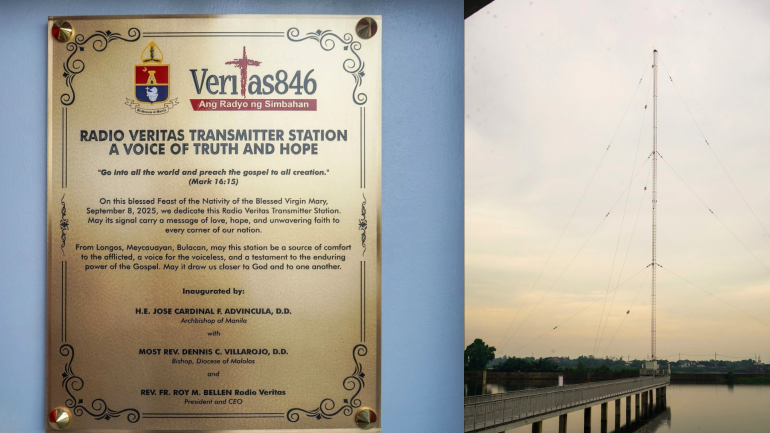 Veritas846
Ang Radyo ng Simbahan
RADIO VERITAS TRANSMITTER STATION
A VOICE OF TRUTH AND HOPE
"Go into all the world and preach the gospel to all creation."
(Mark 16:15)
On this blessed Feast of the Nativity of the Blessed Virgin Mary,
September 8, 2025, we dedicate this Radio Veritas Transmitter Station.
May its signal carry a message of love, hope, and unwavering faith to
every corner of our nation.
From Longos, Meycauayan, Bulacan, may this station be a source of comfort
to the afflicted, a voice for the voiceless, and a testament to the enduring
power of the Gospel. May it draw us closer to God and to one another.
Inaugurated by:
H.E. JOSE CARDINAL F. ADVINCULA, D.D.
Archbishop of Manila
with
MOST REV. DENNIS C. VILLAROJO, D.D.
Bishop, Diocese of Malolos
and
REV. FR. ROY M. BELLEN Radio Veritas
President and CEO